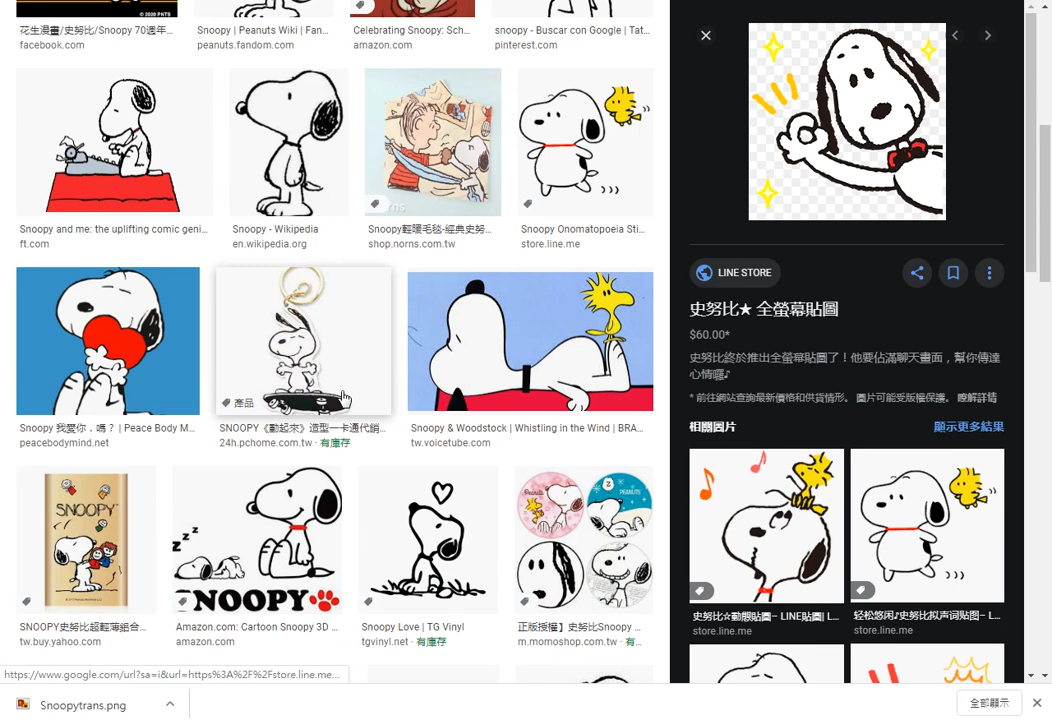 © 2020 PNTS
花生漫畫/史努比/Snoopy 70週年...
facebook.com
Snoopy | Peanuts Wiki | Fan...
peanuts.fandom.com
Celebrating Snoopy: Sch...
amazon.com
snoopy - Buscar con Google | Tat...
pinterest.com
Snoopy and me: the uplifting comic geni...
ft.com
Snoopy - Wikipedia
en.wikipedia.org
Snoopy輕暖毛毯-經典史努...
shop.norns.com.tw
Snoopy Onomatopoeia Sti...
store.line.me
產品
Snoopy 我愛你．嗎？ | Peace Body M...
peacebodymind.net
SNOOPY《動起來》造型一卡通代銷...
24h.pchome.com.tw · 有庫存
Snoopy & Woodstock | Whistling in the Wind | BRA...
tw.voicetube.com
SNOOPY
z z z
SNOOPY
Peanuts
Z
PEANUTS
SNOOPY史努比超輕薄鋁合...
tw.buy.yahoo.com
Amazon.com: Cartoon Snoopy 3D ...
amazon.com
Snoopy Love | TG Vinyl
tgvinyl.net · 有庫存
正版授權】史努比Snoopy ...
m.momoshop.com.tw · 有...
https://www.google.com/url?sa=i&url=https%3A%2F%2Fstore.line.me...
Snoopytrans.png
全部顯示
LINE STORE
史努比★ 全螢幕貼圖
$60.00*
史努比終於推出全螢幕貼圖了！他要佔滿聊天畫面，幫你傳達
心情囉♪
* 前往網站查詢最新價格和供貨情形。 圖片可能受版權保護。 瞭解詳情
相關圖片
顯示更多結果
史努比☆動態貼圖– LINE貼圖| L...
store.line.me
轻松悠闲♪史努比拟声词贴图– L...
store.line.me